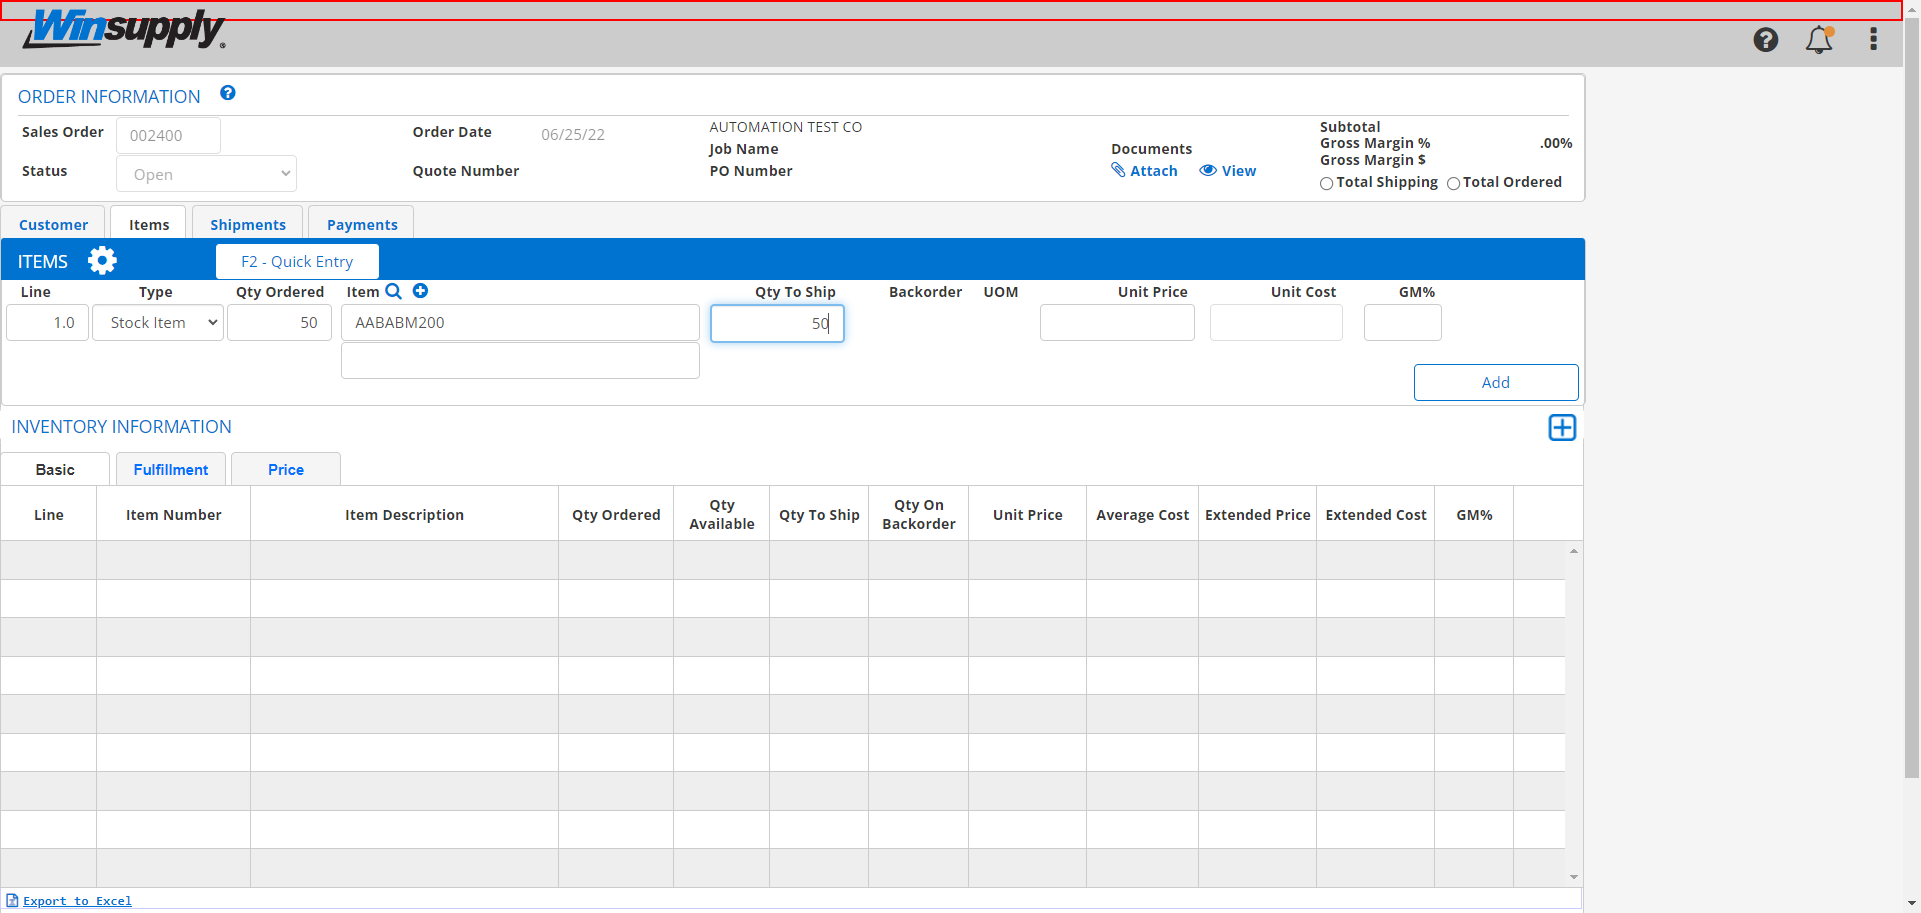 Winsupply®
ORDER INFORMATION
Sales Order 002400
Order Date 06/25/22
AUTOMATION TEST CO
Job Name
PO Number
Status Open
Quote Number
Documents
Attach View
Subtotal
Gross Margin % .00%
Gross Margin $
Total Shipping Total Ordered
Customer Items Shipments Payments
ITEMS F2 - Quick Entry
Line Type Qty Ordered Item Qty To Ship Backorder UOM Unit Price Unit Cost GM%
1.0 Stock Item 50 AABABM200 50
Add
INVENTORY INFORMATION
Basic Fulfillment Price
Line Item Number Item Description Qty Ordered Qty Available Qty To Ship Qty On Backorder Unit Price Average Cost Extended Price Extended Cost GM%
Export to Excel